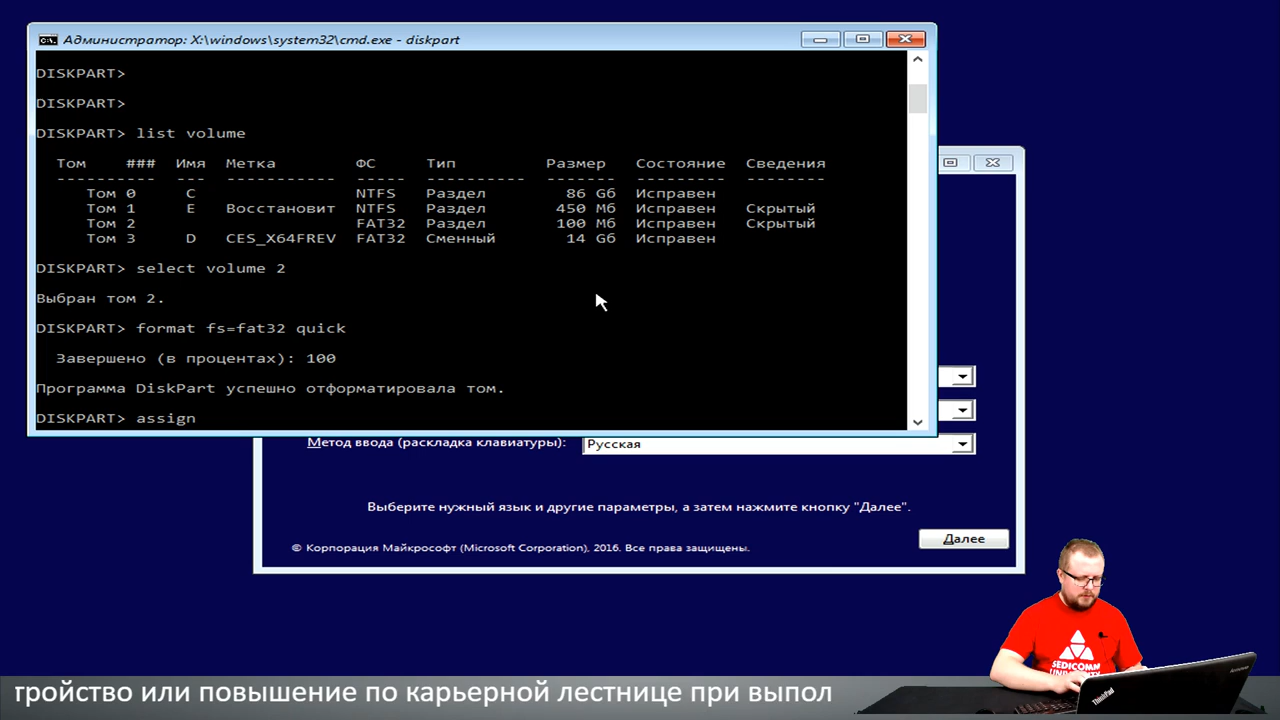 Администратор: X:\windows\system32\cmd.exe - diskpart
DISKPART>
DISKPART>
DISKPART> list volume
Том ### Имя Метка ФС Тип Размер Состояние Сведения
---------- --- ----------- ----- ---------- ------- --------- --------
Том 0 C NTFS Раздел 86 Gб Исправен
Том 1 E Восстановит NTFS Раздел 450 Mб Исправен Скрытый
Том 2 FAT32 Раздел 100 Mб Исправен Скрытый
Том 3 D CES_X64FREV FAT32 Сменный 14 Gб Исправен
DISKPART> select volume 2
Выбран том 2.
DISKPART> format fs=fat32 quick
Завершено (в процентах): 100
Программа DiskPart успешно отформатировала том.
DISKPART> assign
Метод ввода (раскладка клавиатуры): Русская
Выберите нужный язык и другие параметры, а затем нажмите кнопку "Далее".
© Корпорация Майкрософт (Microsoft Corporation), 2016. Все права защищены.
Далее
SEDICOMM
UNIVERSITY
ThinkPad
тройство или повышение по карьерной лестнице при выпол